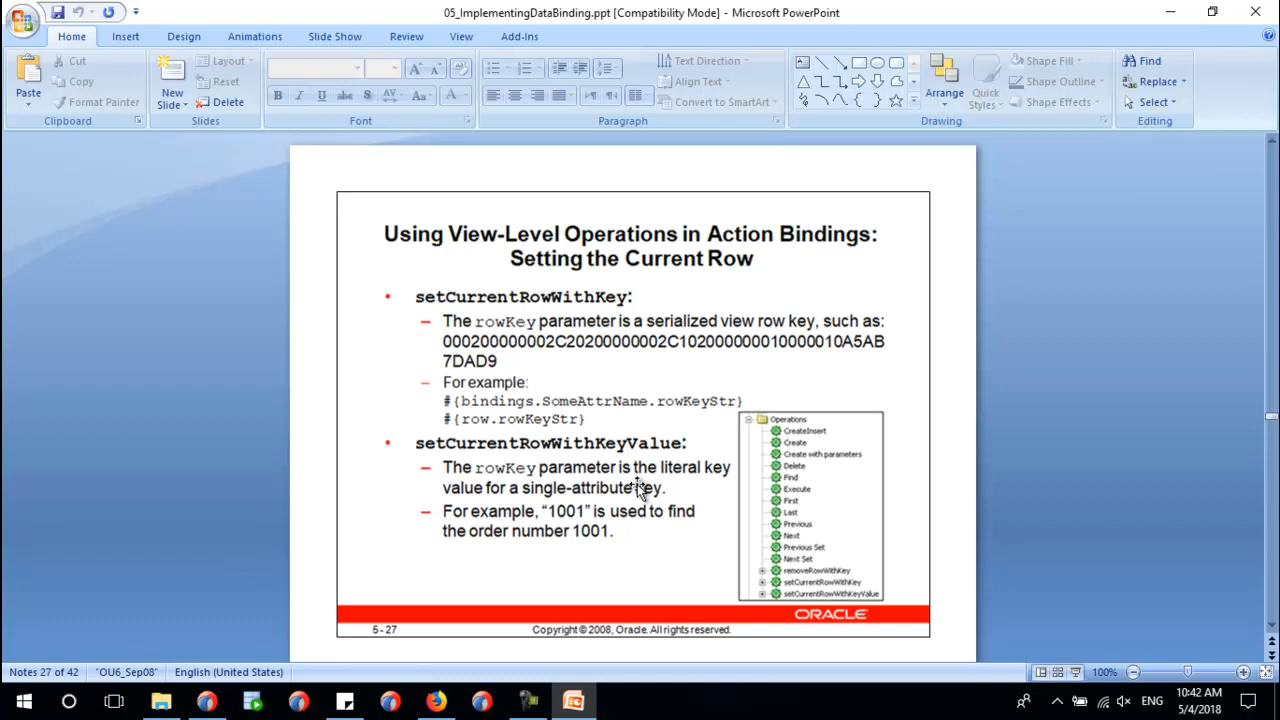 05_ImplementingDataBinding.ppt [Compatibility Mode] - Microsoft PowerPoint
Home Insert Design Animations Slide Show Review View Add-Ins
Cut Layout Text Direction Shape Fill Find
Copy Reset Align Text Shape Outline Replace
Paste New Slide Arrange Quick Styles
Format Painter Delete Convert to SmartArt Shape Effects Select
Clipboard Slides Font Paragraph Drawing Editing
Using View-Level Operations in Action Bindings:
Setting the Current Row
• setCurrentRowWithKey:
– The rowKey parameter is a serialized view row key, such as:
000200000002C20200000002C102000000010000010A5AB
7DAD9
– For example:
#{bindings.SomeAttrName.rowKeyStr}
#{row.rowKeyStr}
• setCurrentRowWithKeyValue:
– The rowKey parameter is the literal key
value for a single-attribute key.
– For example, “1001” is used to find
the order number 1001.
Operations
CreateInsert
Create
Create with parameters
Delete
Find
Execute
First
Last
Previous
Next
Previous Set
Next Set
removeRowWithKey
setCurrentRowWithKey
setCurrentRowWithKeyValue
ORACLE
5 - 27 Copyright © 2008, Oracle. All rights reserved.
Notes 27 of 42 "OU6_Sep08" English (United States) 100%
ENG 10:42 AM
5/4/2018